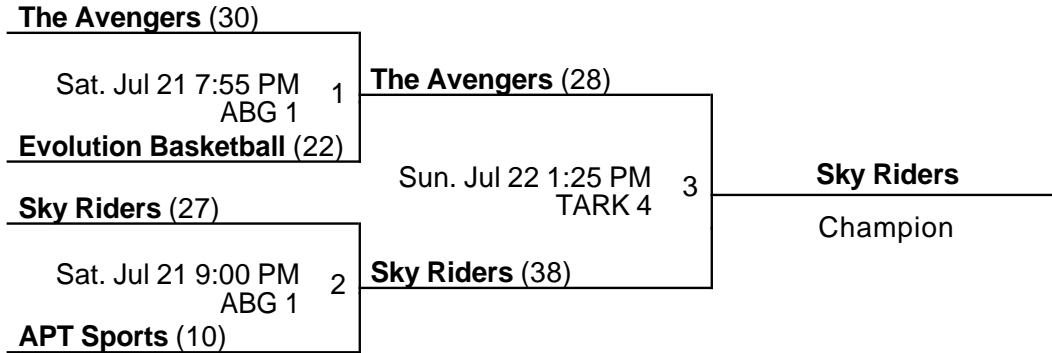 The Avengers (30)
Sat. Jul 21 7:55 PM
ABG 1
1
Evolution Basketball (22)
The Avengers (28)
Sky Riders (27)
Sat. Jul 21 9:00 PM
ABG 1
2
APT Sports (10)
Sky Riders (38)
Sun. Jul 22 1:25 PM
TARK 4
3
Sky Riders
Champion